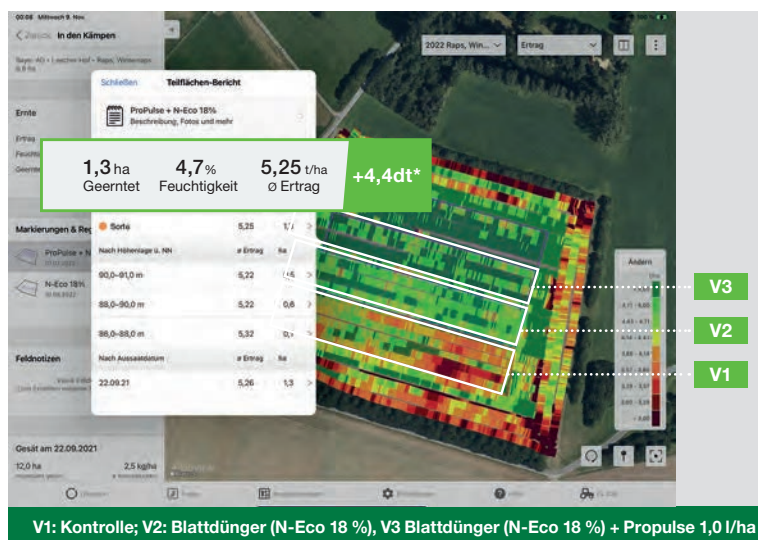 00:08 Mittwoch 9. Nov.
Zurück In den Kämpen
2022 Raps, Win... Ertrag
Schließen Teilflächen-Bericht
ProPulse + N-Eco 18%
Beschreibung, Fotos und mehr
Ernte
Ertrag
1,3 ha 4,7% 5,25 t/ha
Geerntet Feuchtigkeit Ø Ertrag
+4,4dt*
Markierungen & Reg
Sorte 5,25
Nach Höhenlage ü. NN ø Ertrag ha
ProPulse + N
90,0–91,0 m 5,22
N-Eco 18%
88,0–90,0 m 5,22 0,6
86,0–88,0 m 5,32
Feldnotizen
Nach Aussaatdatum ø Ertrag ha
22.09.21 5,26 1,3
Ändern
V3
V2
V1
Gesät am 22.09.2021
12,0 ha 2,5 kg/ha
V1: Kontrolle; V2: Blattdünger (N-Eco 18 %), V3 Blattdünger (N-Eco 18 %) + Propulse 1,0 l/ha